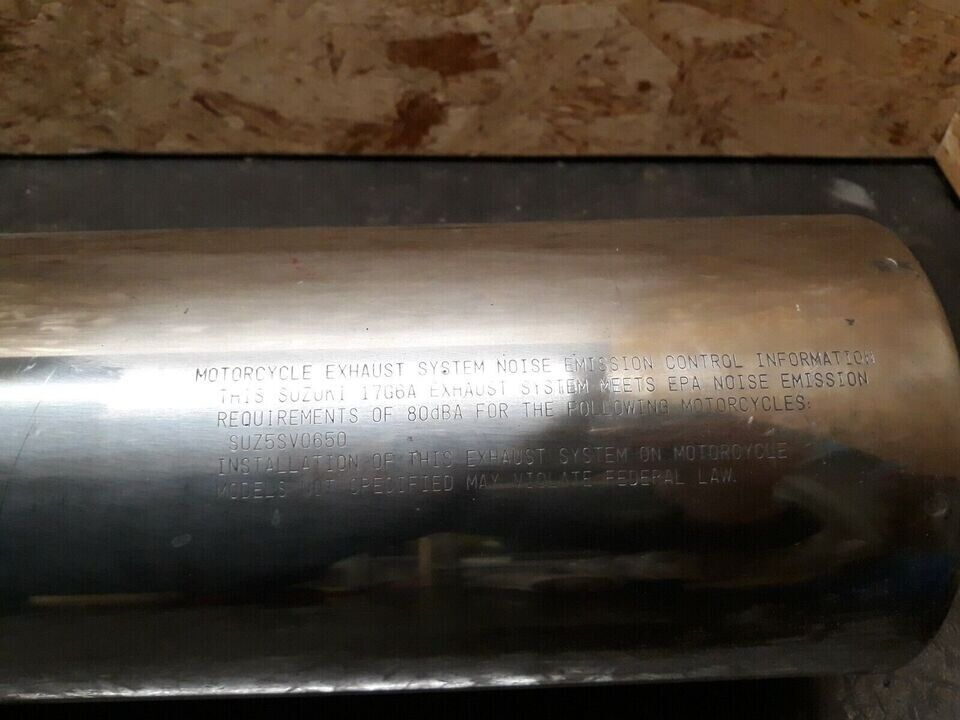 MOTORCYCLE EXHAUST SYSTEM NOISE EMISSION CONTROL INFORMATION
THIS SUZUKI 17G6A EXHAUST SYSTEM MEETS EPA NOISE EMISSION
REQUIREMENTS OF 80dBA FOR THE FOLLOWING MOTORCYCLES:
SUZ5SV0650
INSTALLATION OF THIS EXHAUST SYSTEM ON MOTORCYCLE
MODELS NOT SPECIFIED MAY VIOLATE FEDERAL LAW.